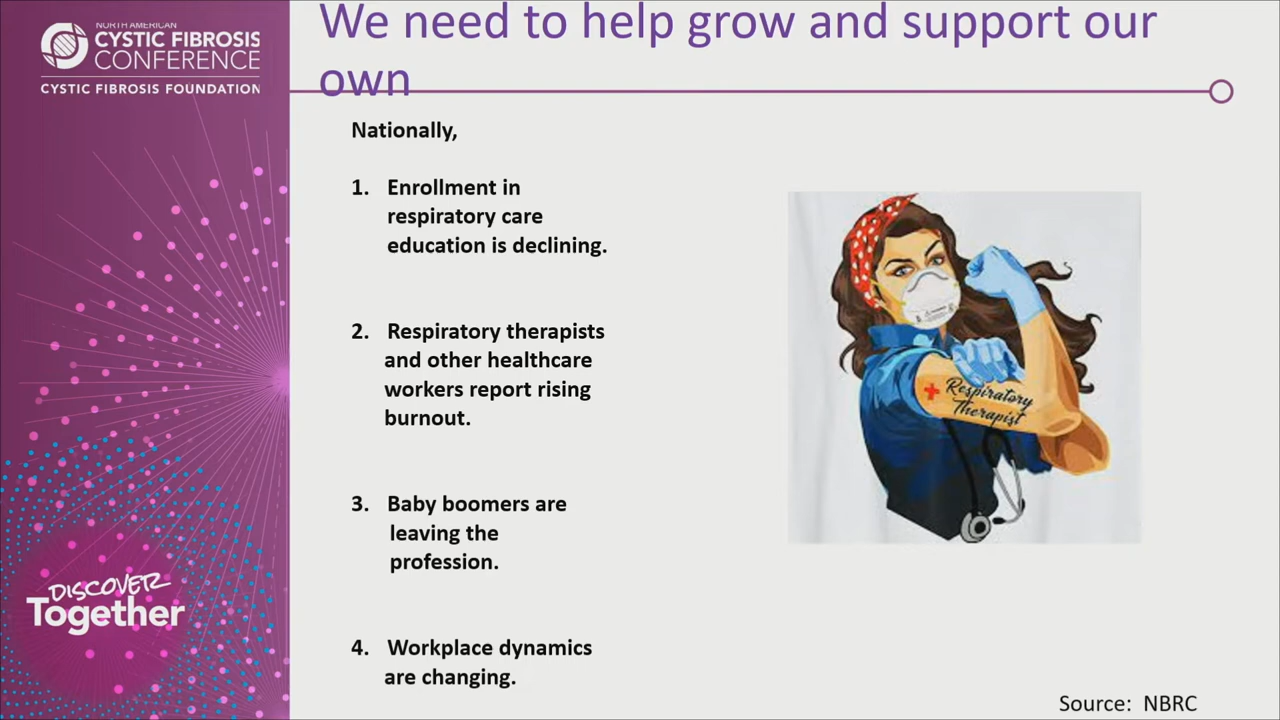 NORTH AMERICAN
CYSTIC FIBROSIS
CONFERENCE
CYSTIC FIBROSIS FOUNDATION
We need to help grow and support our
own
Nationally,
1. Enrollment in
respiratory care
education is declining.
2. Respiratory therapists
and other healthcare
workers report rising
burnout.
3. Baby boomers are
leaving the
profession.
4. Workplace dynamics
are changing.
Respiratory
Therapist
DISCOVER
Together
Source: NBRC